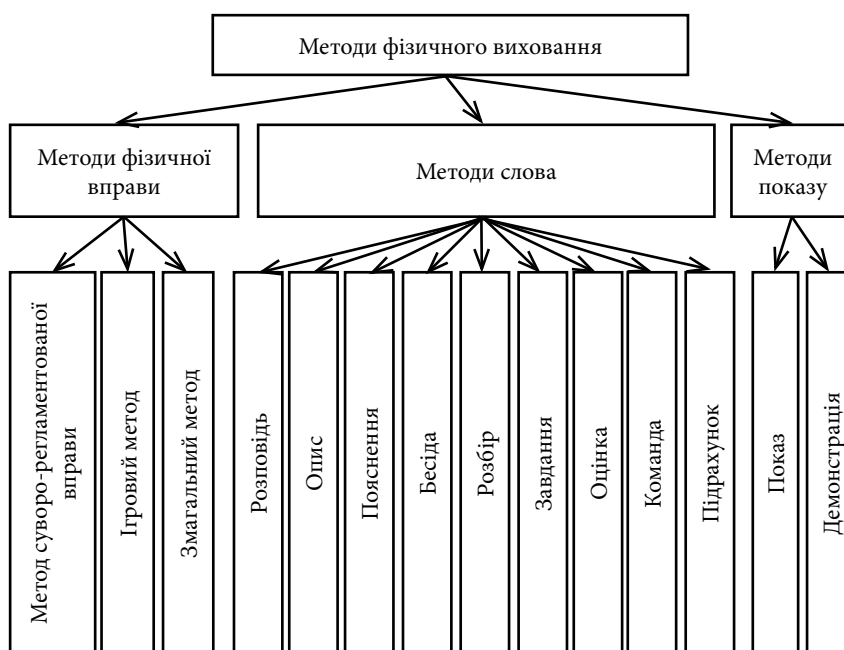 Методи фізичного виховання
Методи фізичної
вправи
Методи слова
Методи
показу
Метод суворо-регламентованої
вправи
Ігровий метод
Змагальний метод
Розповідь
Опис
Пояснення
Бесіда
Розбір
Завдання
Оцінка
Команда
Підрахунок
Показ
Демонстрація